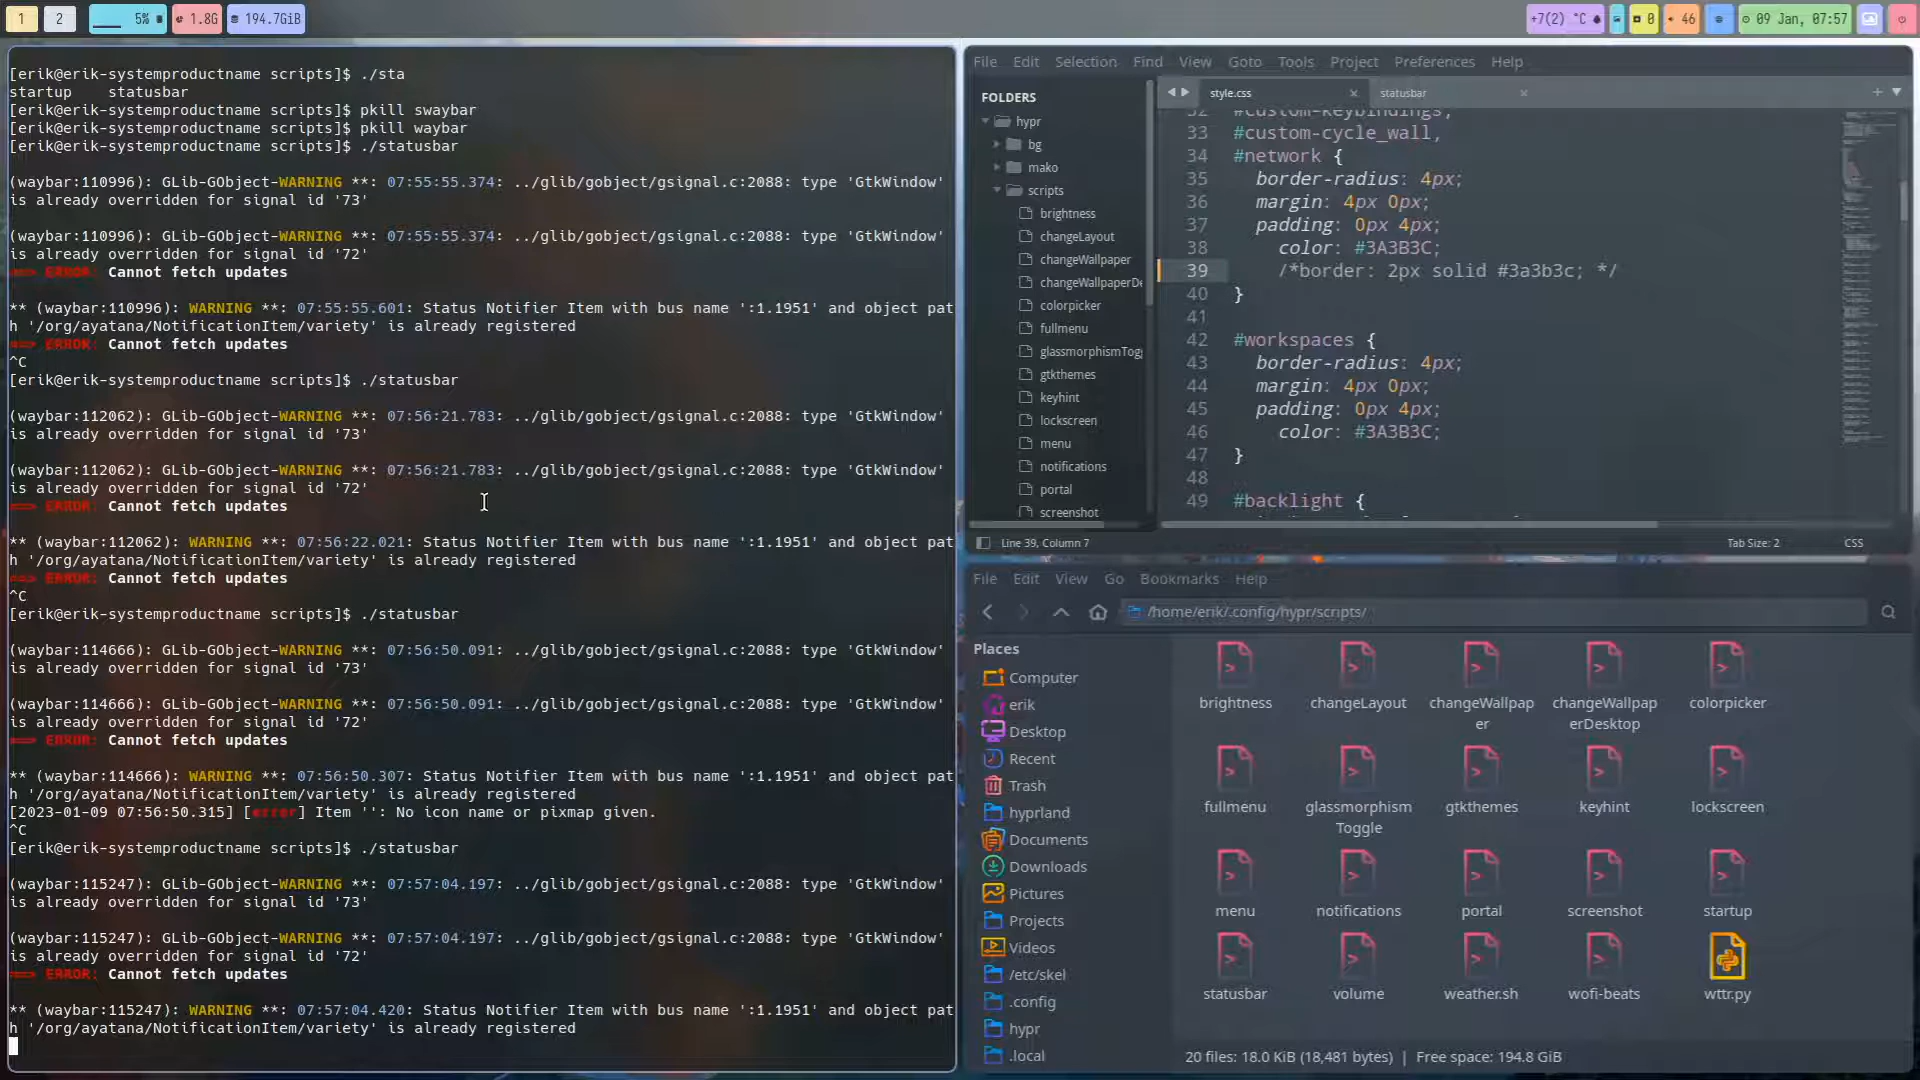 1 2 5% 1.8G 194.7GiB
+7(2) °C 0 46 09 Jan, 07:57
[erik@erik-systemproductname scripts]$ ./sta
startup    statusbar
[erik@erik-systemproductname scripts]$ pkill swaybar
[erik@erik-systemproductname scripts]$ pkill waybar
[erik@erik-systemproductname scripts]$ ./statusbar
(waybar:110996): GLib-GObject-WARNING **: 07:55:55.374: ../glib/gobject/gsignal.c:2088: type 'GtkWindow'
is already overridden for signal id '73'
(waybar:110996): GLib-GObject-WARNING **: 07:55:55.374: ../glib/gobject/gsignal.c:2088: type 'GtkWindow'
is already overridden for signal id '72'
==> ERROR: Cannot fetch updates
** (waybar:110996): WARNING **: 07:55:55.601: Status Notifier Item with bus name ':1.1951' and object pat
h '/org/ayatana/NotificationItem/variety' is already registered
==> ERROR: Cannot fetch updates
^C
[erik@erik-systemproductname scripts]$ ./statusbar
(waybar:112062): GLib-GObject-WARNING **: 07:56:21.783: ../glib/gobject/gsignal.c:2088: type 'GtkWindow'
is already overridden for signal id '73'
(waybar:112062): GLib-GObject-WARNING **: 07:56:21.783: ../glib/gobject/gsignal.c:2088: type 'GtkWindow'
is already overridden for signal id '72'
==> ERROR: Cannot fetch updates
** (waybar:112062): WARNING **: 07:56:22.021: Status Notifier Item with bus name ':1.1951' and object pat
h '/org/ayatana/NotificationItem/variety' is already registered
==> ERROR: Cannot fetch updates
^C
[erik@erik-systemproductname scripts]$ ./statusbar
(waybar:114666): GLib-GObject-WARNING **: 07:56:50.091: ../glib/gobject/gsignal.c:2088: type 'GtkWindow'
is already overridden for signal id '73'
(waybar:114666): GLib-GObject-WARNING **: 07:56:50.091: ../glib/gobject/gsignal.c:2088: type 'GtkWindow'
is already overridden for signal id '72'
==> ERROR: Cannot fetch updates
** (waybar:114666): WARNING **: 07:56:50.307: Status Notifier Item with bus name ':1.1951' and object pat
h '/org/ayatana/NotificationItem/variety' is already registered
[2023-01-09 07:56:50.315] [error] Item '': No icon name or pixmap given.
^C
[erik@erik-systemproductname scripts]$ ./statusbar
(waybar:115247): GLib-GObject-WARNING **: 07:57:04.197: ../glib/gobject/gsignal.c:2088: type 'GtkWindow'
is already overridden for signal id '73'
(waybar:115247): GLib-GObject-WARNING **: 07:57:04.197: ../glib/gobject/gsignal.c:2088: type 'GtkWindow'
is already overridden for signal id '72'
==> ERROR: Cannot fetch updates
** (waybar:115247): WARNING **: 07:57:04.420: Status Notifier Item with bus name ':1.1951' and object pat
h '/org/ayatana/NotificationItem/variety' is already registered
File Edit Selection Find View Goto Tools Project Preferences Help
FOLDERS
hypr
bg
mako
scripts
brightness
changeLayout
changeWallpaper
changeWallpaperDe
colorpicker
fullmenu
glassmorphismTogg
gtkthemes
keyhint
lockscreen
menu
notifications
portal
screenshot
style.css × statusbar ×
32 #custom-keybindings,
33 #custom-cycle_wall,
34 #network {
35 border-radius: 4px;
36 margin: 4px 0px;
37 padding: 0px 4px;
38 color: #3A3B3C;
39 /*border: 2px solid #3a3b3c; */
40 }
41
42 #workspaces {
43 border-radius: 4px;
44 margin: 4px 0px;
45 padding: 0px 4px;
46 color: #3A3B3C;
47 }
48
49 #backlight {
Line 39, Column 7 Tab Size: 2 CSS
File Edit View Go Bookmarks Help
/home/erik/.config/hypr/scripts/
Places
Computer
erik
Desktop
Recent
Trash
hyprland
Documents
Downloads
Pictures
Projects
Videos
/etc/skel
.config
hypr
.local
brightness changeLayout changeWallpap changeWallpap colorpicker
er erDesktop
fullmenu glassmorphism gtkthemes keyhint lockscreen
Toggle
menu notifications portal screenshot startup
statusbar volume weather.sh wofi-beats wttr.py
20 files: 18.0 KiB (18,481 bytes) | Free space: 194.8 GiB